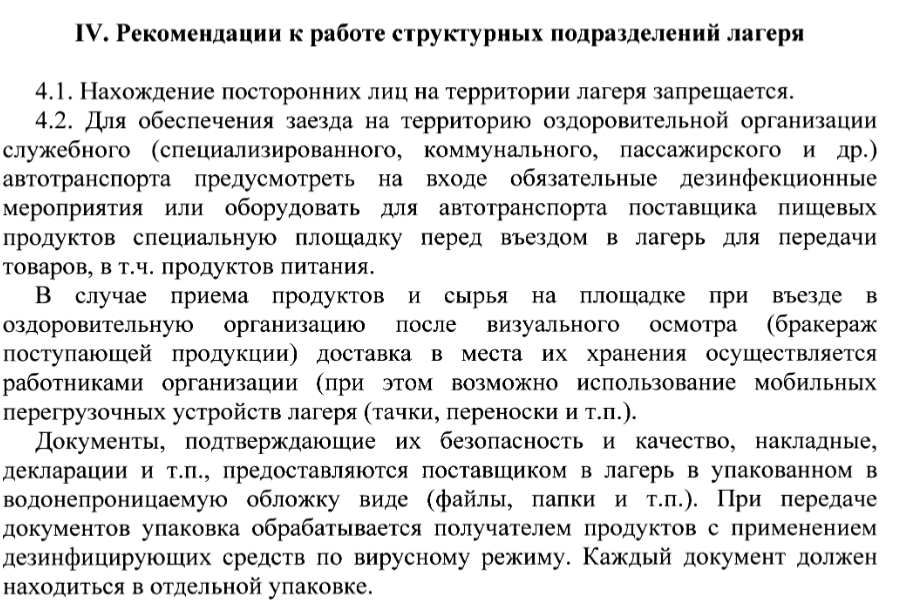 IV. Рекомендации к работе структурных подразделений лагеря
4.1. Нахождение посторонних лиц на территории лагеря запрещается.
4.2. Для обеспечения заезда на территорию оздоровительной организации
служебного (специализированного, коммунального, пассажирского и др.)
автотранспорта предусмотреть на входе обязательные дезинфекционные
мероприятия или оборудовать для автотранспорта поставщика пищевых
продуктов специальную площадку перед въездом в лагерь для передачи
товаров, в т.ч. продуктов питания.
В случае приема продуктов и сырья на площадке при въезде в
оздоровительную организацию после визуального осмотра (бракераж
поступающей продукции) доставка в места их хранения осуществляется
работниками организации (при этом возможно использование мобильных
перегрузочных устройств лагеря (тачки, переноски и т.п.).
Документы, подтверждающие их безопасность и качество, накладные,
декларации и т.п., предоставляются поставщиком в лагерь в упакованном в
водонепроницаемую обложку виде (файлы, папки и т.п.). При передаче
документов упаковка обрабатывается получателем продуктов с применением
дезинфицирующих средств по вирусному режиму. Каждый документ должен
находиться в отдельной упаковке.